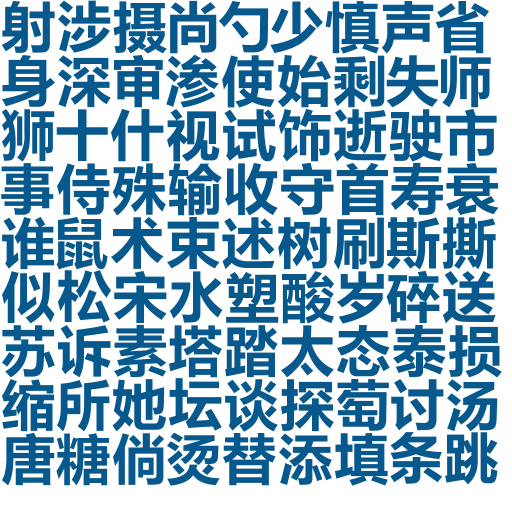 射涉摄尚勺少慎声省
身深审渗使始剩失师
狮十什视试饰逝驶市
事侍殊输收守首寿衰
谁鼠术束述树刷斯撕
似松宋水塑酸岁碎送
苏诉素塔踏太态泰损
缩所她坛谈探萄讨汤
唐糖倘烫替添填条跳